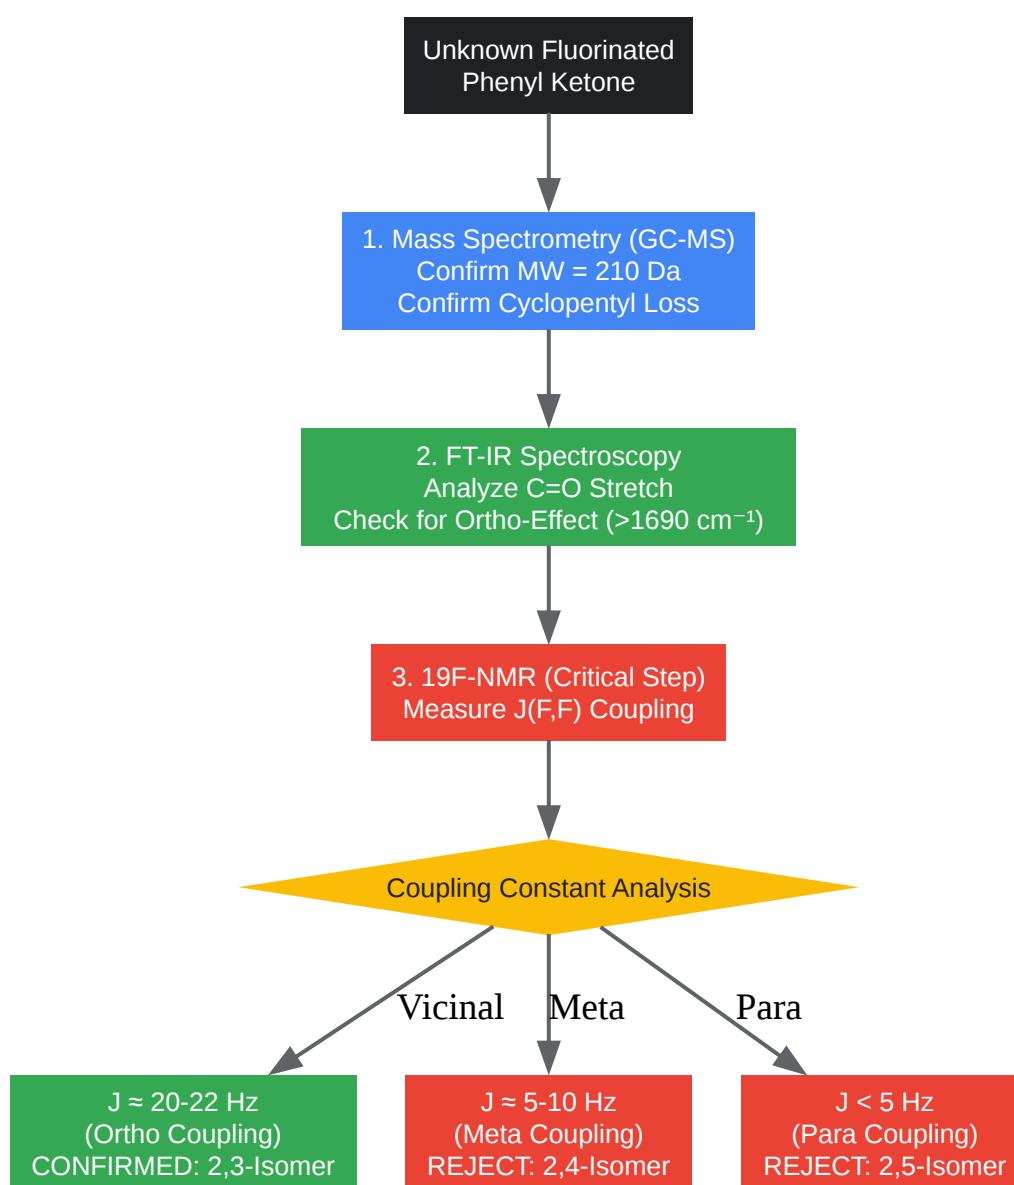 Unknown Fluorinated
Phenyl Ketone
1. Mass Spectrometry (GC-MS)
Confirm MW = 210 Da
Confirm Cyclopentyl Loss
2. FT-IR Spectroscopy
Analyze C=O Stretch
Check for Ortho-Effect (>1690 cm⁻¹)
3. 19F-NMR (Critical Step)
Measure J(F,F) Coupling
Coupling Constant Analysis
Vicinal
Meta
Para
J ≈ 20-22 Hz
(Ortho Coupling)
CONFIRMED: 2,3-Isomer
J ≈ 5-10 Hz
(Meta Coupling)
REJECT: 2,4-Isomer
J < 5 Hz
(Para Coupling)
REJECT: 2,5-Isomer